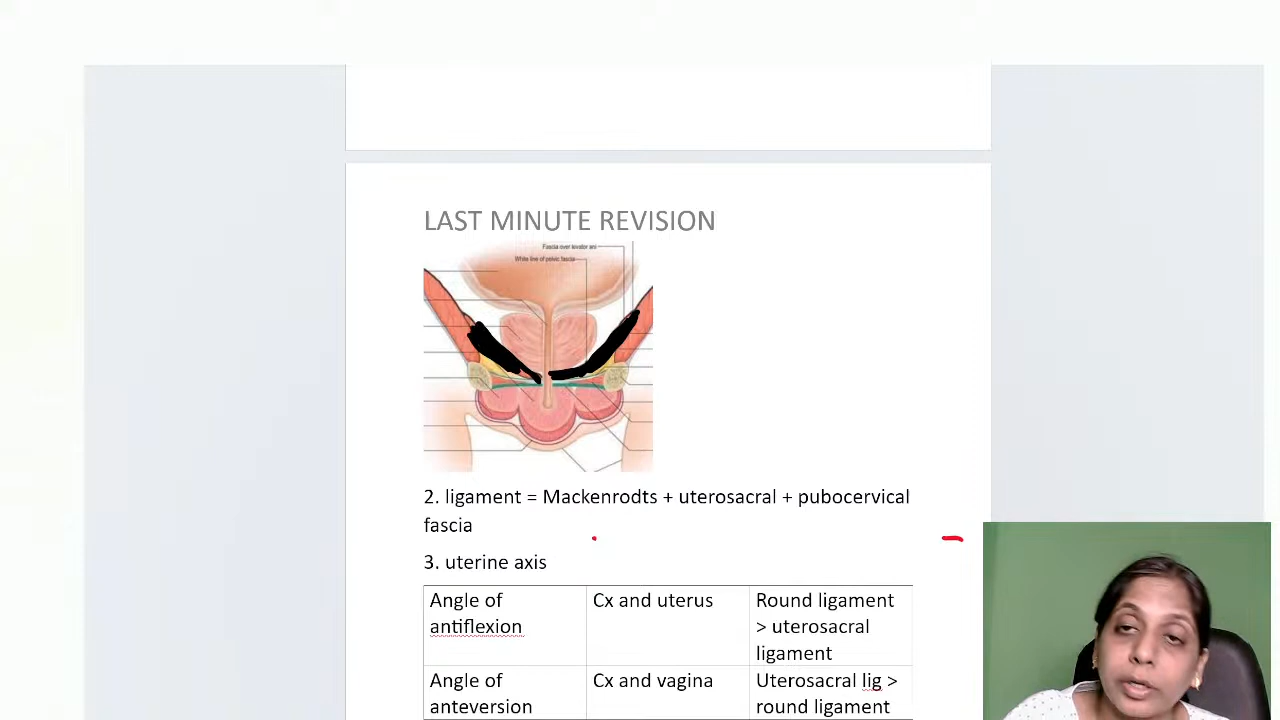 LAST MINUTE REVISION
Fascia over levator ani
White line of pelvic fascia
2. ligament = Mackenrodts + uterosacral + pubocervical
fascia
3. uterine axis
Angle of
antiflexion
Cx and uterus
Round ligament
> uterosacral
ligament
Angle of
anteversion
Cx and vagina
Uterosacral lig >
round ligament